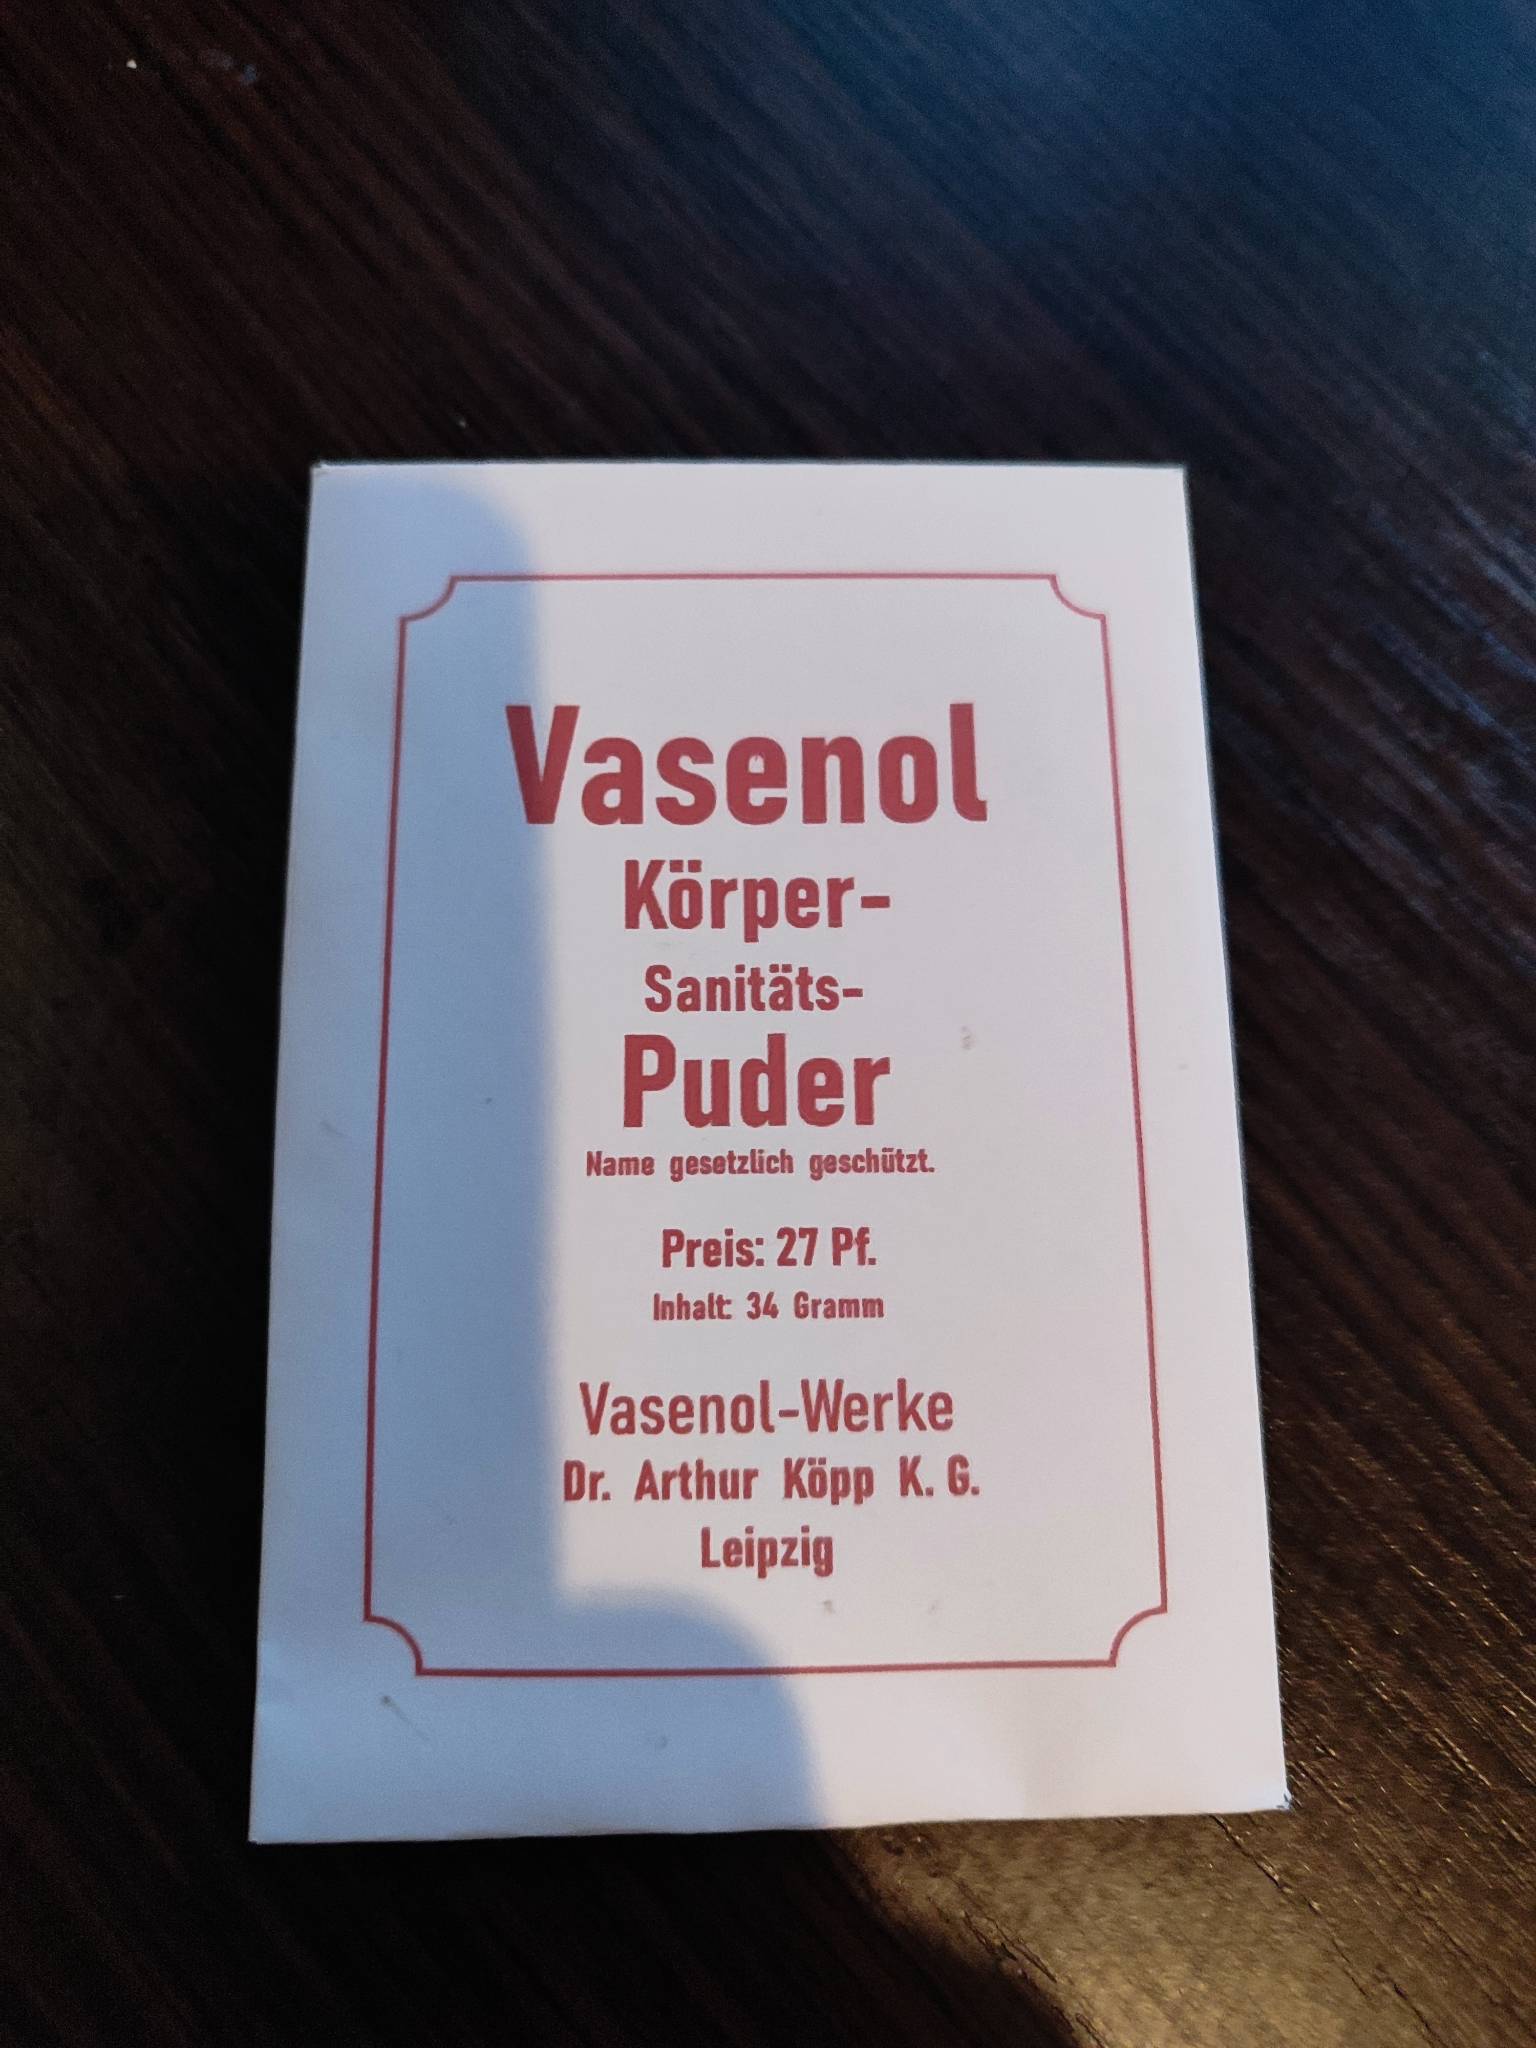 Vasenol
Körper-
Sanitäts-
Puder
Name gesetzlich geschützt.
Preis: 27 Pf.
Inhalt: 34 Gramm
Vasenol-Werke
Dr. Arthur Köpp K. G.
Leipzig